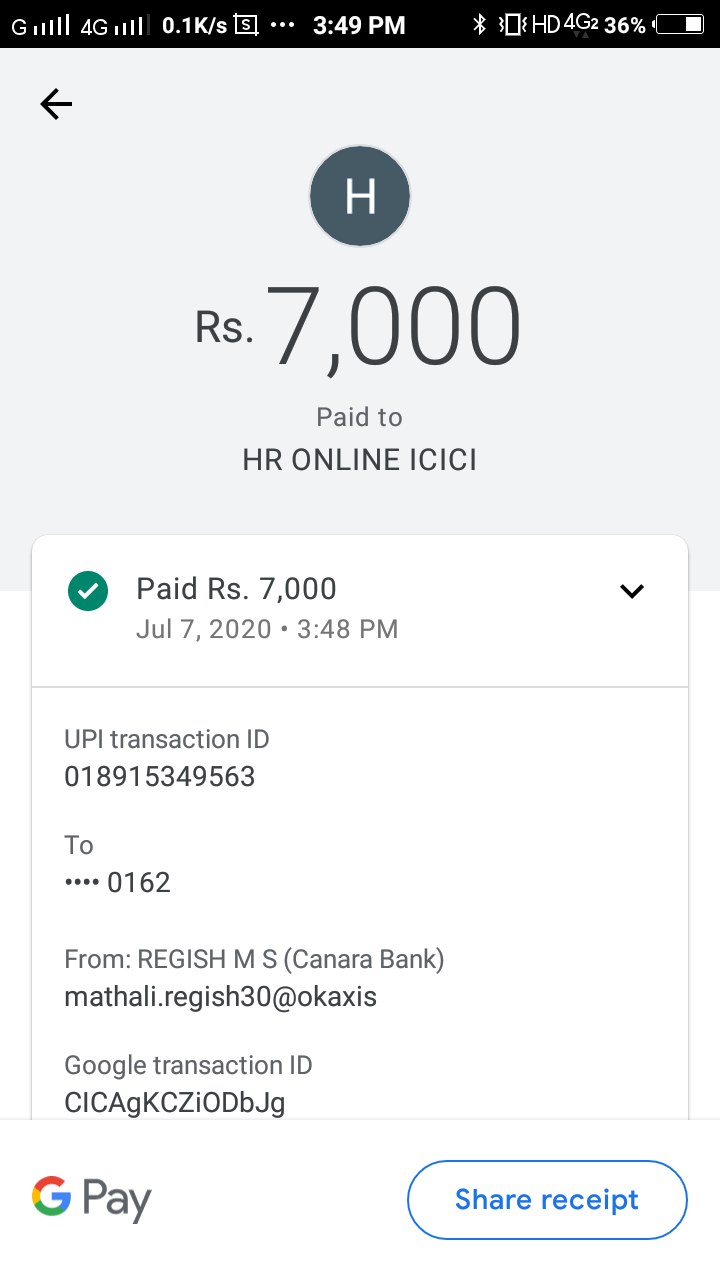 G 4G 0.1K/s S ... 3:49 PM HD 4G2 36%
H
Rs. 7,000
Paid to
HR ONLINE ICICI
Paid Rs. 7,000
Jul 7, 2020 • 3:48 PM
UPI transaction ID
018915349563
To
•••• 0162
From: REGISH M S (Canara Bank)
mathali.regish30@okaxis
Google transaction ID
CICAgKCZiODbJg
G Pay
Share receipt